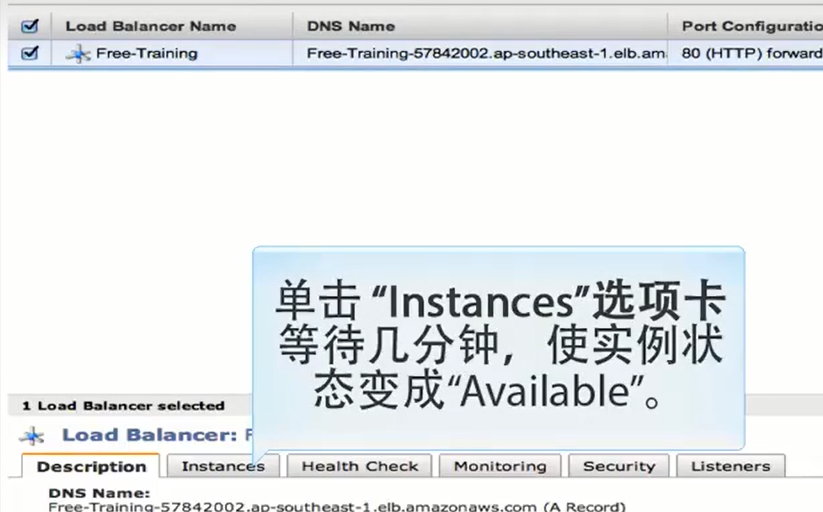 Load Balancer Name DNS Name Port Configuratio
Free-Training Free-Training-57842002.ap-southeast-1.elb.am 80 (HTTP) forward
单击 “Instances”选项卡
等待几分钟，使实例状
态变成“Available”。
1 Load Balancer selected
Load Balancer:
Description Instances Health Check Monitoring Security Listeners
DNS Name:
Free-Training-57842002.ap-southeast-1.elb.amazonaws.com (A Record)